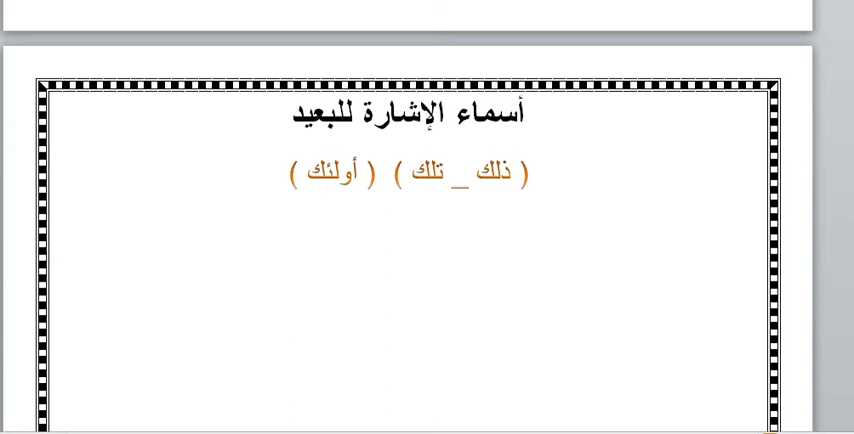 أسماء الإشارة للبعيد
( ذلك _ تلك ) ( أولئك )